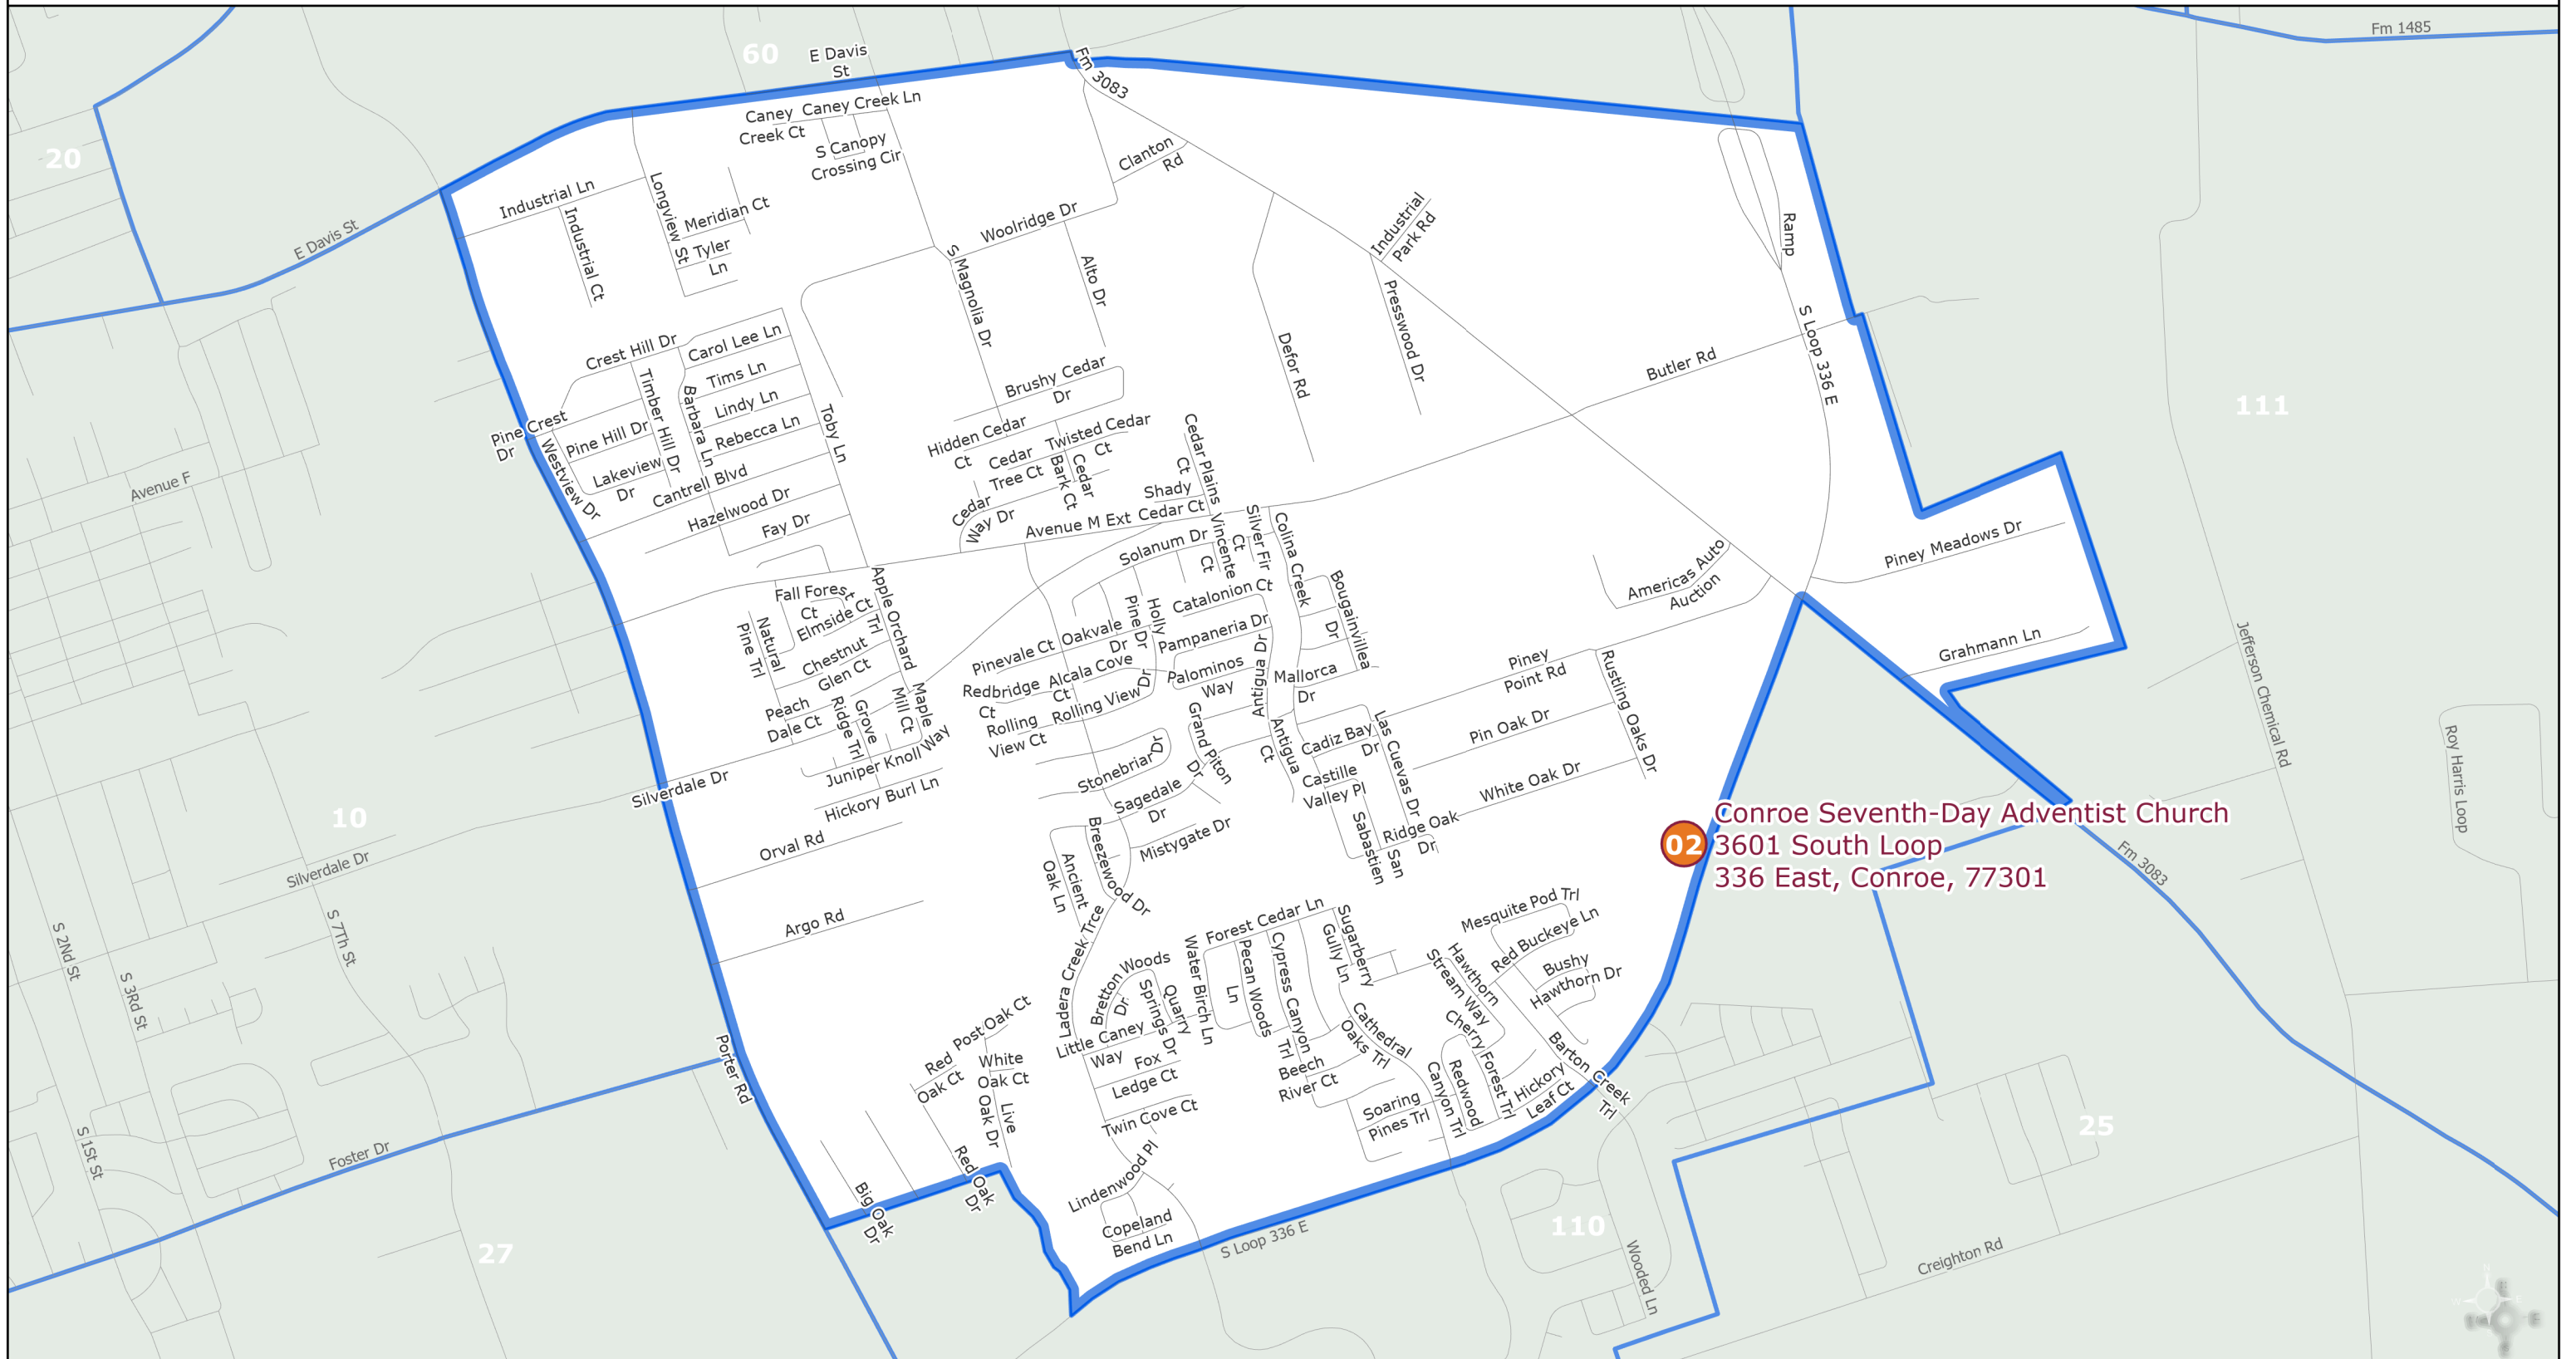 Fm 1485
60
E Davis
St
Fm 3083
Caney Creek Ln
Caney
Creek Ct
S Canopy
Crossing Cir
Clanton
Rd
20
Industrial Ln
Industrial Ct
Longview St
Meridian Ct
Tyler
Ln
Woolridge Dr
S Magnolia Dr
Alto Dr
Industrial
Park Rd
Ramp
E Davis St
Presswood Dr
Defor Rd
S Loop 336 E
Butler Rd
Crest Hill Dr
Carol Lee Ln
Tims Ln
Lindy Ln
Rebecca Ln
Timber Hill Dr
Barbara Ln
Toby Ln
Brushy Cedar
Dr
111
Pine Crest
Dr
Pine Hill Dr
Lakeview
Dr
Westview Dr
Cantrell Blvd
Hazelwood Dr
Fay Dr
Hidden Cedar
Ct
Twisted Cedar
Ct
Cedar
Tree Ct
Cedar
Bark Ct
Cedar
Way Dr
Cedar Plains
Ct
Shady
Cedar Ct
Avenue M Ext
Avenue F
Solanum Dr
Vincente
Ct
Silver Fir
Ct
Colina Creek
Dr
Bougainvillea
Piney Meadows Dr
Americas Auto
Auction
Grahmann Ln
Fall Forest
Ct
Elmside Ct
Apple Orchard
Trl
Natural
Pine Trl
Chestnut
Glen Ct
Peach
Dale Ct
Grove
Ridge Trl
Maple
Mill Ct
Juniper Knoll Way
Hickory Burl Ln
Holly
Pine Dr
Catalonion Ct
Pampaneria Dr
Pinevale Ct
Oakvale
Dr
Redbridge
Ct
Alcala Cove
Ct
Rolling
View Ct
Rolling View Dr
Palominos
Way
Antigua Dr
Mallorca
Dr
Piney
Point Rd
Rustling Oaks Dr
Pin Oak Dr
White Oak Dr
Jefferson Chemical Rd
Roy Harris Loop
Grand Piton
Dr
Antigua
Ct
Cadiz Bay
Dr
Las Cuevas Dr
Castille
Valley Pl
San
Sabastien
Ridge Oak
Dr
Stonebriar Dr
Sagedale
Dr
Mistygate Dr
Breezewood Dr
Ancient
Oak Ln
Silverdale Dr
Silverdale Dr
Orval Rd
Argo Rd
10
02
Conroe Seventh-Day Adventist Church
3601 South Loop
336 East, Conroe, 77301
Fm 3083
S 2Nd St
S 3Rd St
S 7Th St
S 1St St
Ledepera Creek Trce
Forest Cedar Ln
Bretton Woods
Dr
Quarry
Springs Dr
Water Birch Ln
Pecan Woods
Ln
Cypress Canyon
Trl
Sugarberry
Gully Ln
Mesquite Pod Trl
Red Buckeye Ln
Bushy
Hawthorn Dr
Hawthorn
Stream Way
Cathedral
Oaks Trl
Cherry Forest Trl
Barton Creek
Trl
Redwood
Canyon Trl
Hickory
Leaf Ct
Beech
River Ct
Soaring
Pines Trl
Little Caney
Way
Fox
Ledge Ct
Twin Cove Ct
Red
Oak Ct
Post Oak Ct
White
Oak Ct
Live
Oak Dr
Porter Rd
Foster Dr
Red Oak
Dr
Big Oak
Dr
Lindenwood Pl
Copeland
Bend Ln
S Loop 336 E
27
110
25
Wooded Ln
Creighton Rd